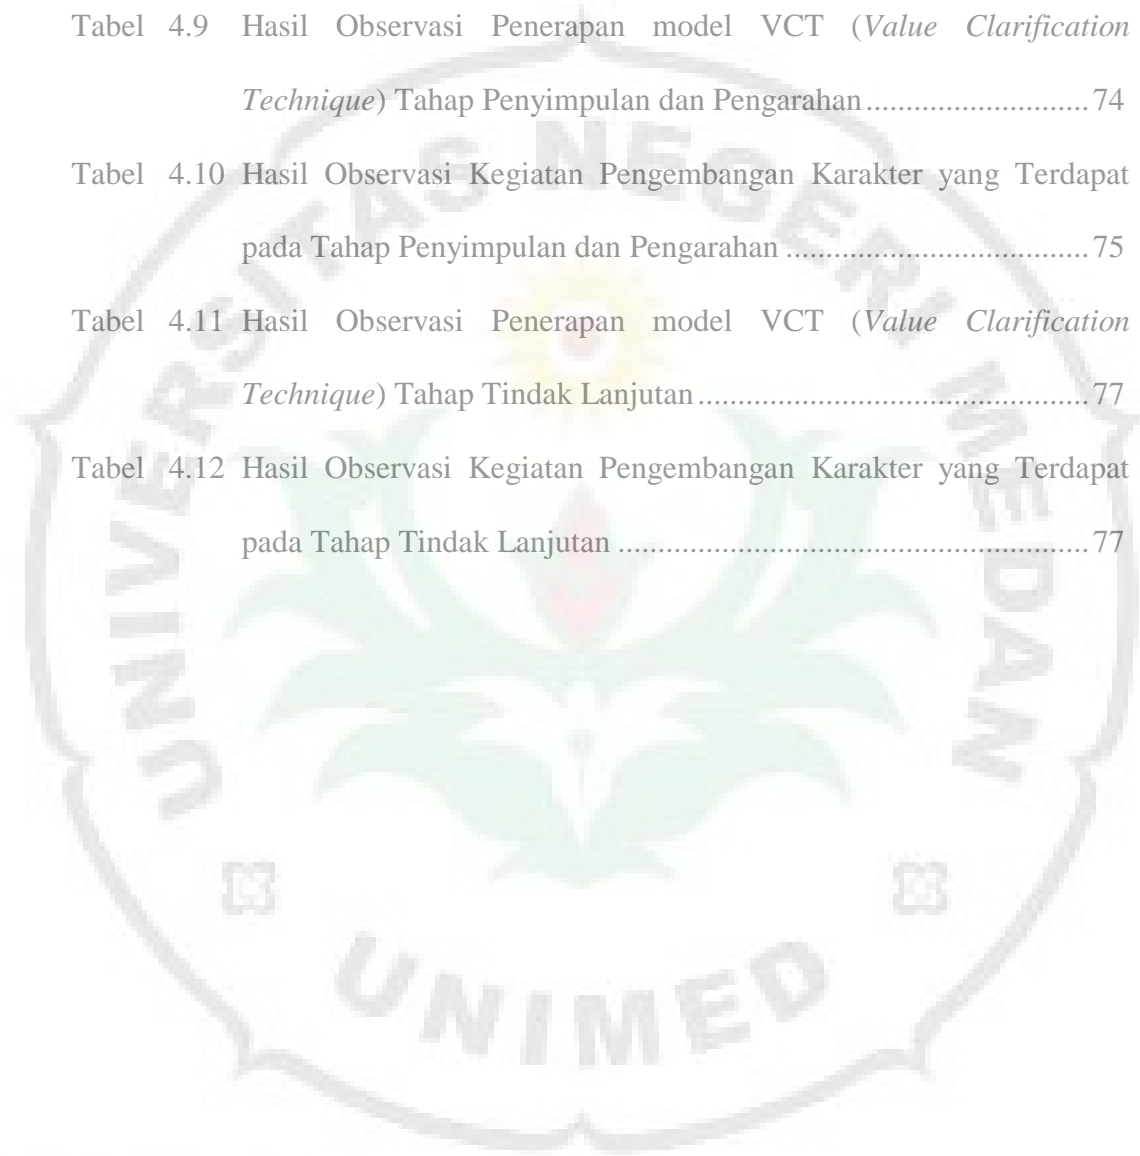 Tabel 4.9 Hasil Observasi Penerapan model VCT (Value Clarification
Technique) Tahap Penyimpulan dan Pengarahan ........................... 74
Tabel 4.10 Hasil Observasi Kegiatan Pengembangan Karakter yang Terdapat
pada Tahap Penyimpulan dan Pengarahan ..................................... 75
Tabel 4.11 Hasil Observasi Penerapan model VCT (Value Clarification
Technique) Tahap Tindak Lanjutan ................................................ 77
Tabel 4.12 Hasil Observasi Kegiatan Pengembangan Karakter yang Terdapat
pada Tahap Tindak Lanjutan .......................................................... 77
UNIVERSITAS NEGERI MEDAN
UNIMED